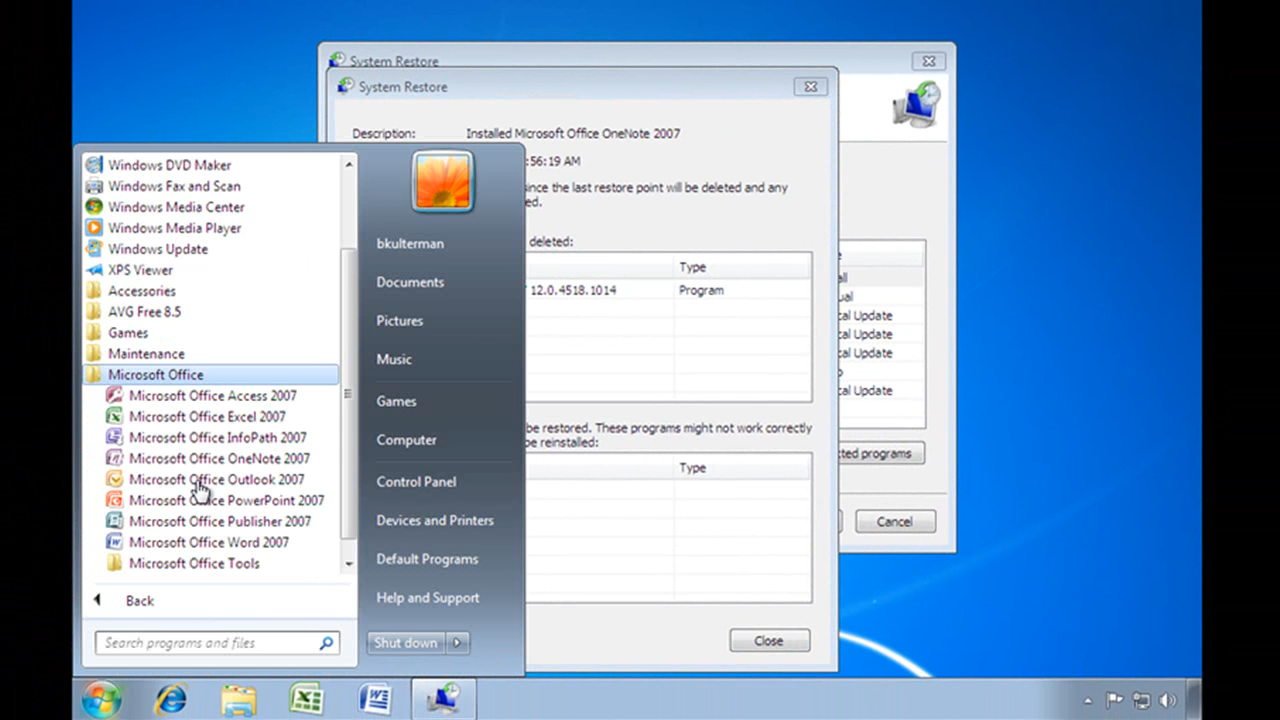 System Restore
System Restore
Description: Installed Microsoft Office OneNote 2007
:56:19 AM
since the last restore point will be deleted and any
deleted:
Type
12.0.4518.1014 Program
be restored. These programs might not work correctly
be reinstalled:
Type
Close
cal Update
cal Update
cal Update
cal Update
cted programs
Cancel
Windows DVD Maker
Windows Fax and Scan
Windows Media Center
Windows Media Player
Windows Update
XPS Viewer
Accessories
AVG Free 8.5
Games
Maintenance
Microsoft Office
Microsoft Office Access 2007
Microsoft Office Excel 2007
Microsoft Office InfoPath 2007
Microsoft Office OneNote 2007
Microsoft Office Outlook 2007
Microsoft Office PowerPoint 2007
Microsoft Office Publisher 2007
Microsoft Office Word 2007
Microsoft Office Tools
Back
Search programs and files
bkulterman
Documents
Pictures
Music
Games
Computer
Control Panel
Devices and Printers
Default Programs
Help and Support
Shut down